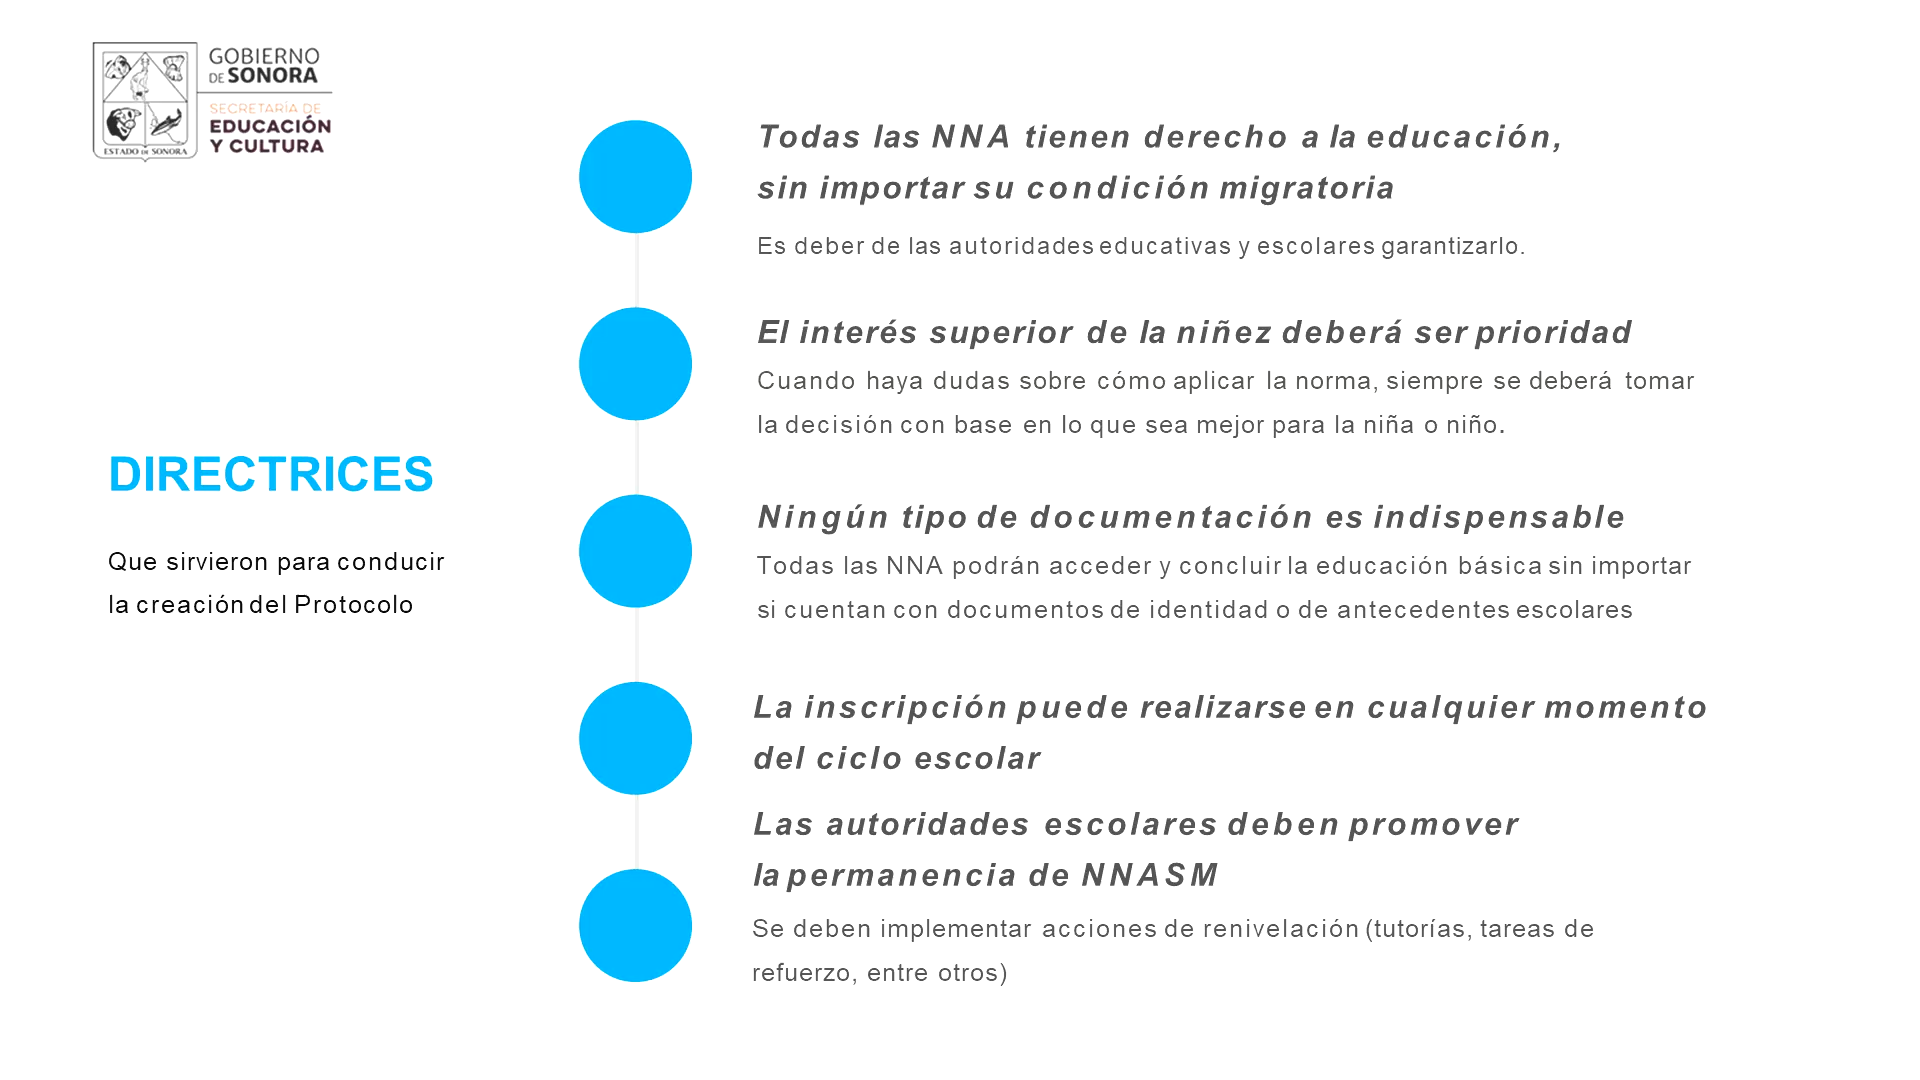 GOBIERNO
DE SONORA
SECRETARÍA DE
EDUCACIÓN
Y CULTURA
ESTADO DE SONORA
DIRECTRICES
Que sirvieron para conducir
la creación del Protocolo
Todas las NNA tienen derecho a la educación,
sin importar su condición migratoria
Es deber de las autoridades educativas y escolares garantizarlo.
El interés superior de la niñez deberá ser prioridad
Cuando haya dudas sobre cómo aplicar la norma, siempre se deberá tomar
la decisión con base en lo que sea mejor para la niña o niño.
Ningún tipo de documentación es indispensable
Todas las NNA podrán acceder y concluir la educación básica sin importar
si cuentan con documentos de identidad o de antecedentes escolares
La inscripción puede realizarse en cualquier momento
del ciclo escolar
Las autoridades escolares deben promover
la permanencia de NNASM
Se deben implementar acciones de renivelación (tutorías, tareas de
refuerzo, entre otros)